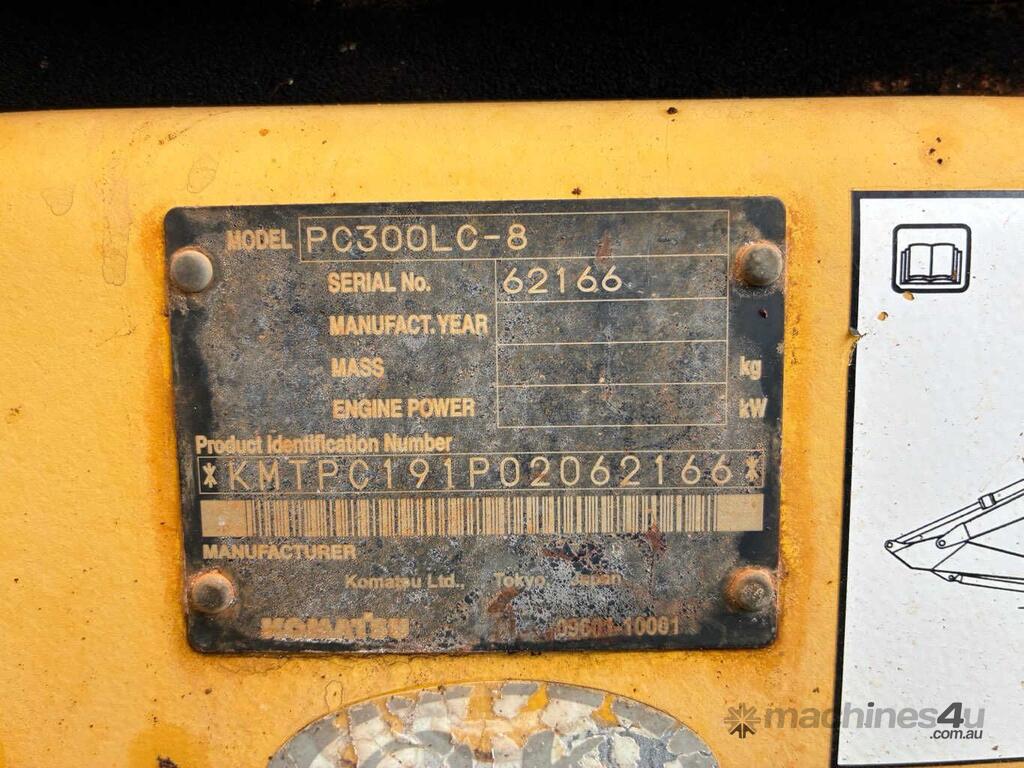 MODEL PC300LC-8
SERIAL No. 62166
MANUFACT.YEAR
MASS kg
ENGINE POWER kW
Product Identification Number
*KMTPC191P02062166*
MANUFACTURER
Komatsu Ltd., Tokyo Japan
KOMATSU 10001
machines4u
.com.au